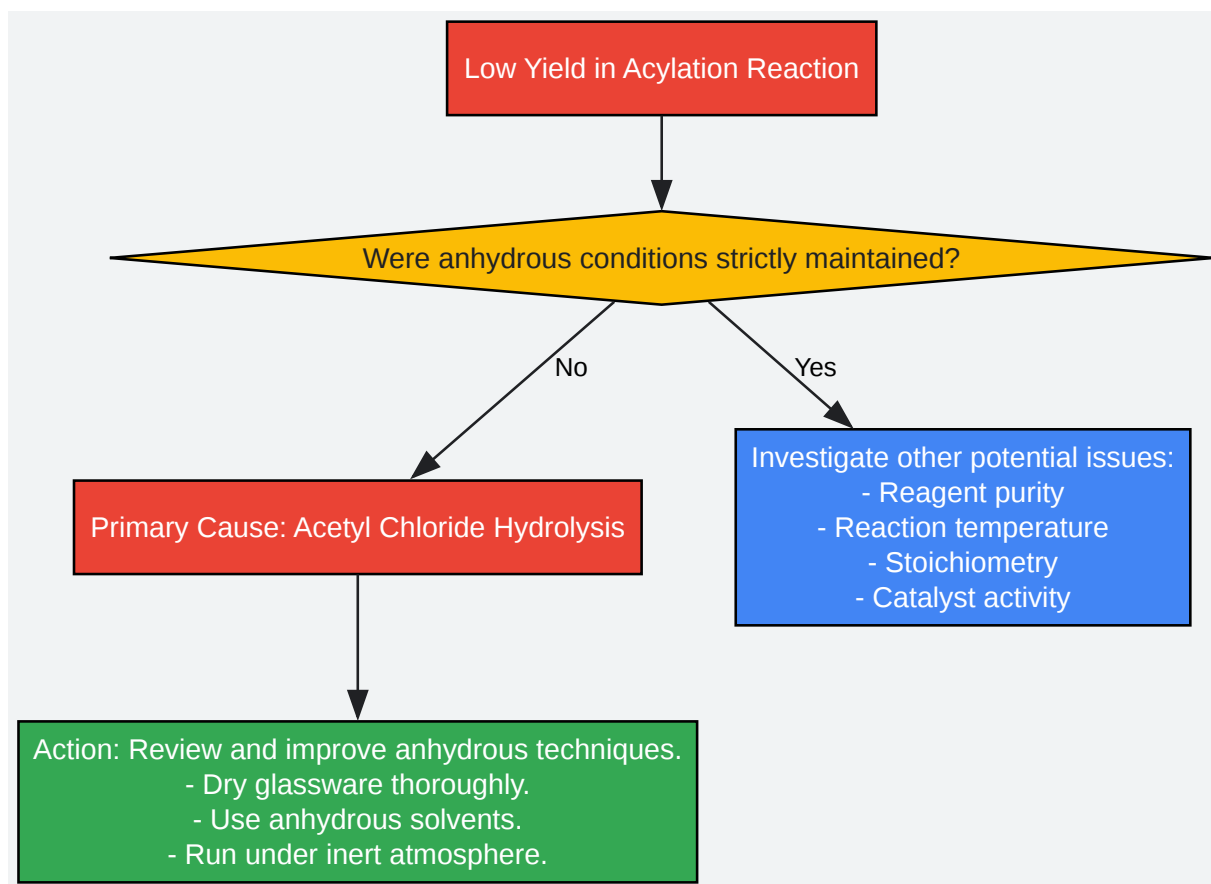 Low Yield in Acylation Reaction
Were anhydrous conditions strictly maintained?
No
Yes
Investigate other potential issues:
- Reagent purity
- Reaction temperature
- Stoichiometry
- Catalyst activity
Primary Cause: Acetyl Chloride Hydrolysis
Action: Review and improve anhydrous techniques.
- Dry glassware thoroughly.
- Use anhydrous solvents.
- Run under inert atmosphere.